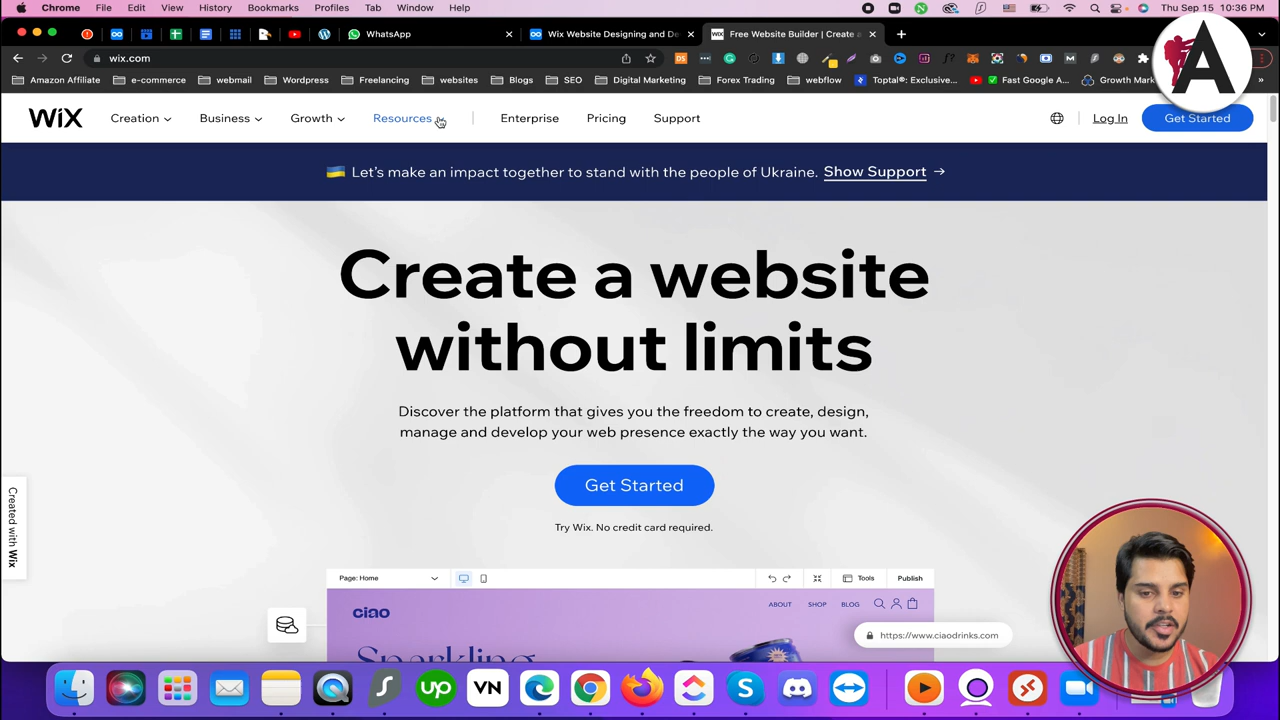 Chrome File Edit View History Bookmarks Profiles Tab Window Help
Thu Sep 15 10:36 PM
WhatsApp
Wix Website Designing and De
Free Website Builder | Create a
wix.com
Amazon Affiliate e-commerce webmail Wordpress Freelancing websites Blogs SEO Digital Marketing Forex Trading webflow Toptal®: Exclusive... Fast Google A... Growth Mark
A
WiX Creation Business Growth Resources Enterprise Pricing Support Log In Get Started
Let's make an impact together to stand with the people of Ukraine. Show Support →
Create a website
without limits
Discover the platform that gives you the freedom to create, design,
manage and develop your web presence exactly the way you want.
Get Started
Try Wix. No credit card required.
Created with Wix
Page: Home
Tools Publish
ciao
ABOUT SHOP BLOG
https://www.ciaodrinks.com
Sparkling
up VN